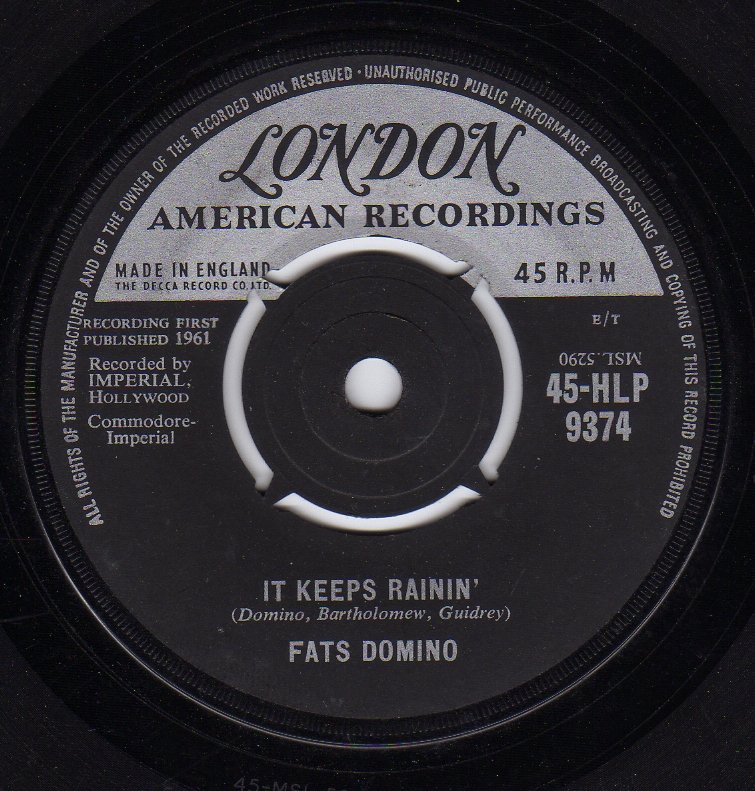 ALL RIGHTS OF THE MANUFACTURER AND OF THE OWNER OF THE RECORDED WORK RESERVED · UNAUTHORISED PUBLIC PERFORMANCE BROADCASTING AND COPYING OF THIS RECORD PROHIBITED
LONDON
AMERICAN RECORDINGS
MADE IN ENGLAND
THE DECCA RECORD CO. LTD.
45 R.P.M
RECORDING FIRST
PUBLISHED 1961
Recorded by
IMPERIAL,
HOLLYWOOD
Commodore-
Imperial
E/T
MSL.5290
45-HLP
9374
IT KEEPS RAININ'
(Domino, Bartholomew, Guidrey)
FATS DOMINO
45-MSL